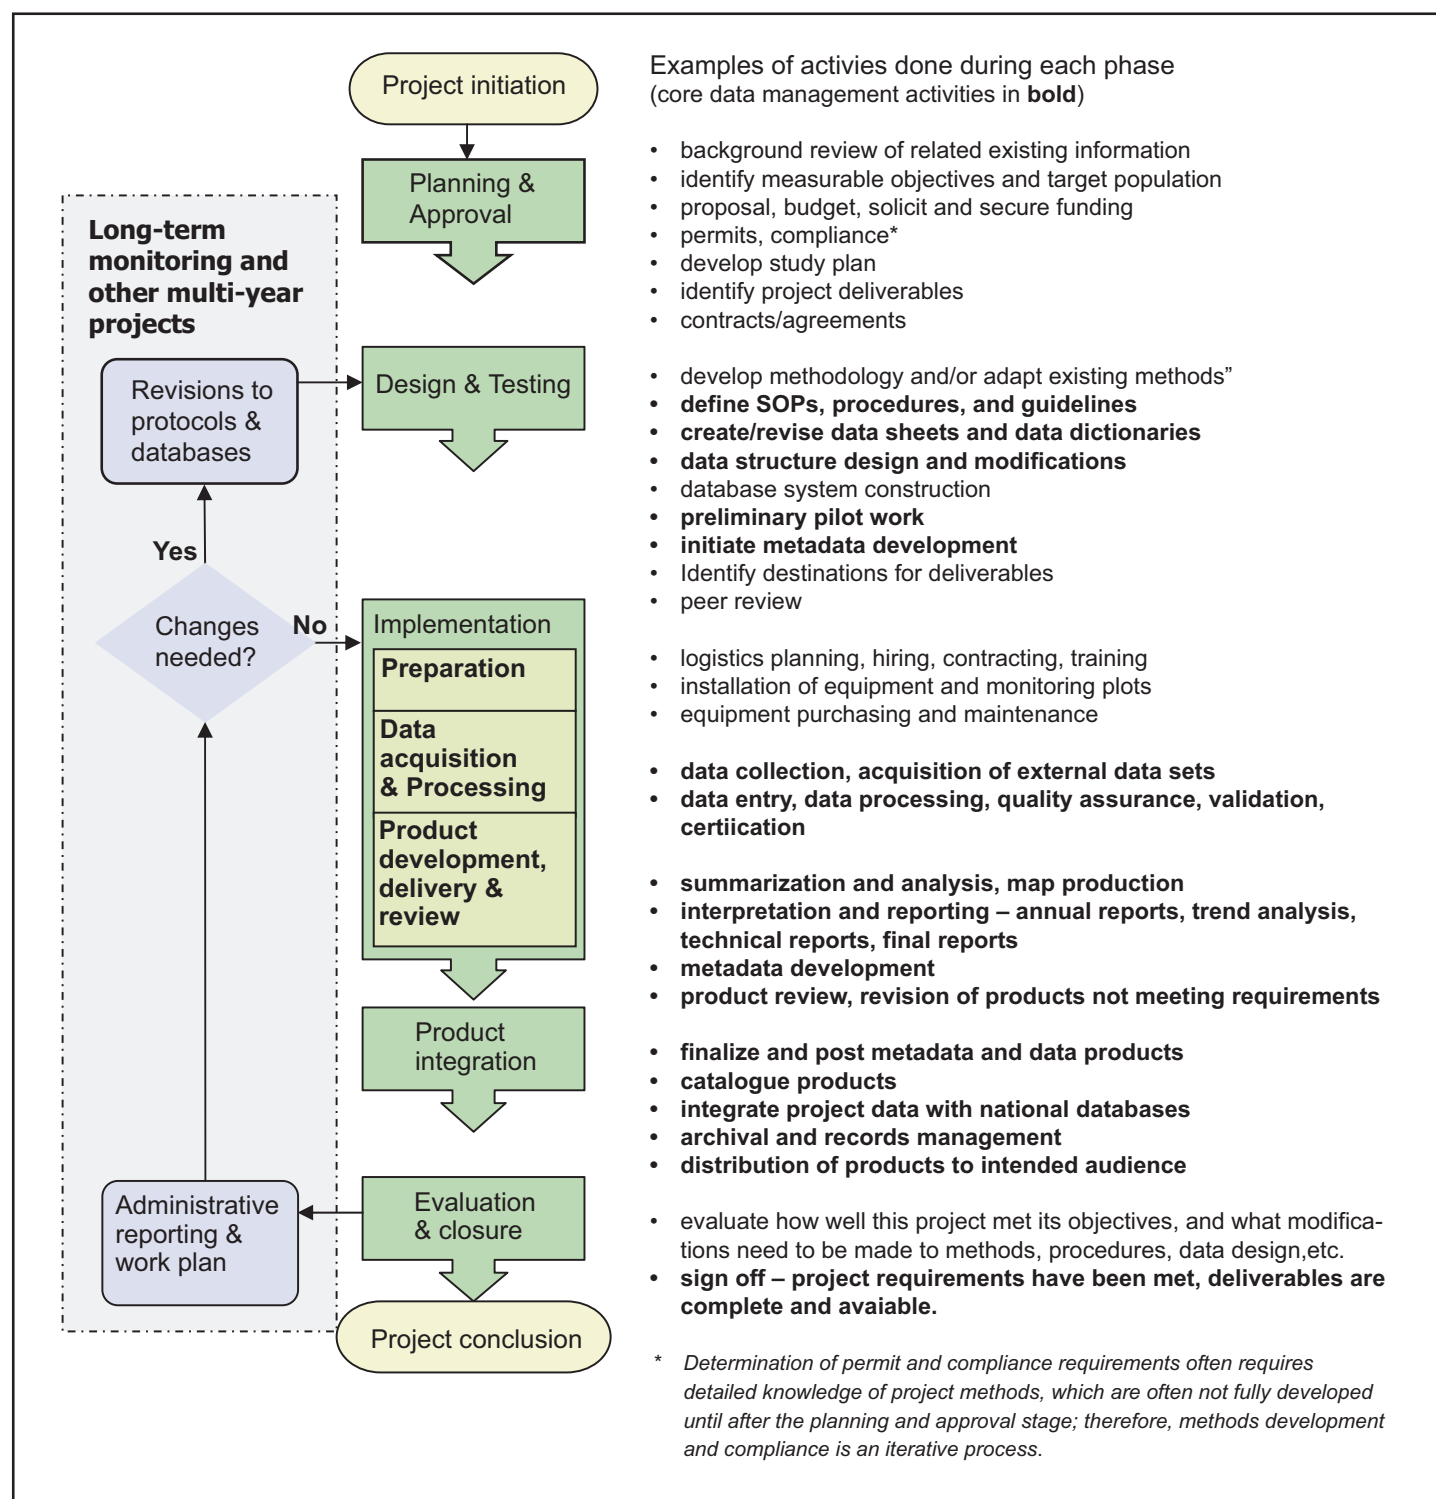 Project initiation
Planning &
Approval
Long-term
monitoring and
other multi-year
projects
Revisions to
protocols &
databases
Design & Testing
Yes
Changes
needed?
No
Implementation
Preparation
Data
acquisition
& Processing
Product
development,
delivery &
review
Product
integration
Administrative
reporting &
work plan
Evaluation
& closure
Project conclusion
Examples of activies done during each phase
(core data management activities in bold)
• background review of related existing information
• identify measurable objectives and target population
• proposal, budget, solicit and secure funding
• permits, compliance*
• develop study plan
• identify project deliverables
• contracts/agreements
• develop methodology and/or adapt existing methods”
• define SOPs, procedures, and guidelines
• create/revise data sheets and data dictionaries
• data structure design and modifications
• database system construction
• preliminary pilot work
• initiate metadata development
• Identify destinations for deliverables
• peer review
• logistics planning, hiring, contracting, training
• installation of equipment and monitoring plots
• equipment purchasing and maintenance
• data collection, acquisition of external data sets
• data entry, data processing, quality assurance, validation,
certiication
• summarization and analysis, map production
• interpretation and reporting – annual reports, trend analysis,
technical reports, final reports
• metadata development
• product review, revision of products not meeting requirements
• finalize and post metadata and data products
• catalogue products
• integrate project data with national databases
• archival and records management
• distribution of products to intended audience
• evaluate how well this project met its objectives, and what modifica-
tions need to be made to methods, procedures, data design,etc.
• sign off – project requirements have been met, deliverables are
complete and avaiable.
* Determination of permit and compliance requirements often requires
detailed knowledge of project methods, which are often not fully developed
until after the planning and approval stage; therefore, methods development
and compliance is an iterative process.